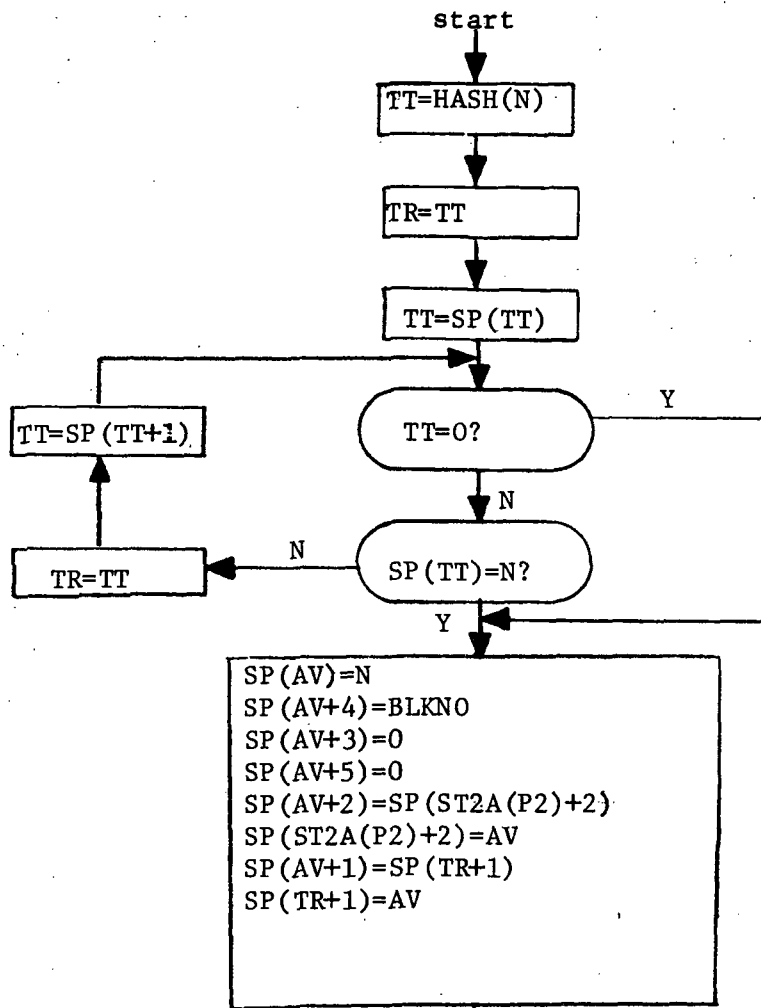 start
TT=HASH(N)
TR=TT
TT=SP(TT)
TT=SP(TT+1)
TT=0?
Y
N
TR=TT
N
SP(TT)=N?
Y
SP(AV)=N
SP(AV+4)=BLKNO
SP(AV+3)=0
SP(AV+5)=0
SP(AV+2)=SP(ST2A(P2)+2)
SP(ST2A(P2)+2)=AV
SP(AV+1)=SP(TR+1)
SP(TR+1)=AV